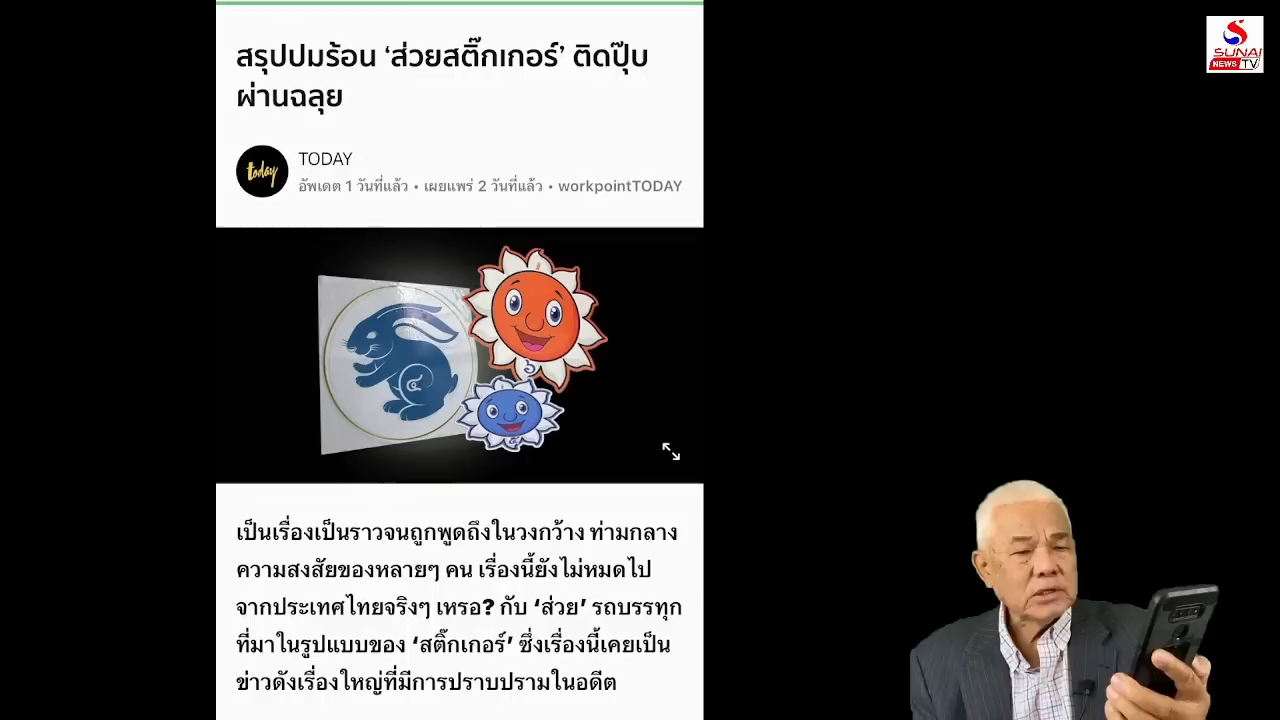 สรุปปมร้อน ‘ส่วยสติ๊กเกอร์’ ติดปุ๊บ
ผ่านฉลุย
today
TODAY
อัพเดต 1 วันที่แล้ว • เผยแพร่ 2 วันที่แล้ว • workpointTODAY
เป็นเรื่องเป็นราวจนถูกพูดถึงในวงกว้าง ท่ามกลาง
ความสงสัยของหลายๆ คน เรื่องนี้ยังไม่หมดไป
จากประเทศไทยจริงๆ เหรอ? กับ ‘ส่วย’ รถบรรทุก
ที่มาในรูปแบบของ ‘สติ๊กเกอร์’ ซึ่งเรื่องนี้เคยเป็น
ข่าวดังเรื่องใหญ่ที่มีการปราบปรามในอดีต
SUNAI
NEWS TV